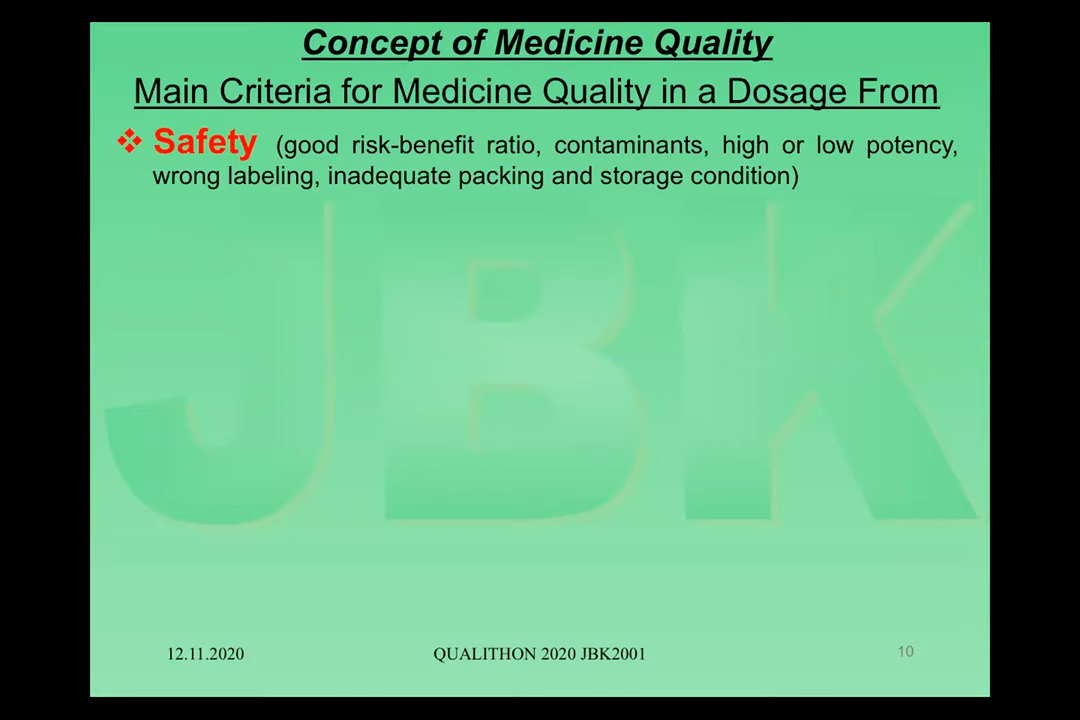 Concept of Medicine Quality
Main Criteria for Medicine Quality in a Dosage From
❖ Safety (good risk-benefit ratio, contaminants, high or low potency,
wrong labeling, inadequate packing and storage condition)
JBK
12.11.2020 QUALITHON 2020 JBK2001 10